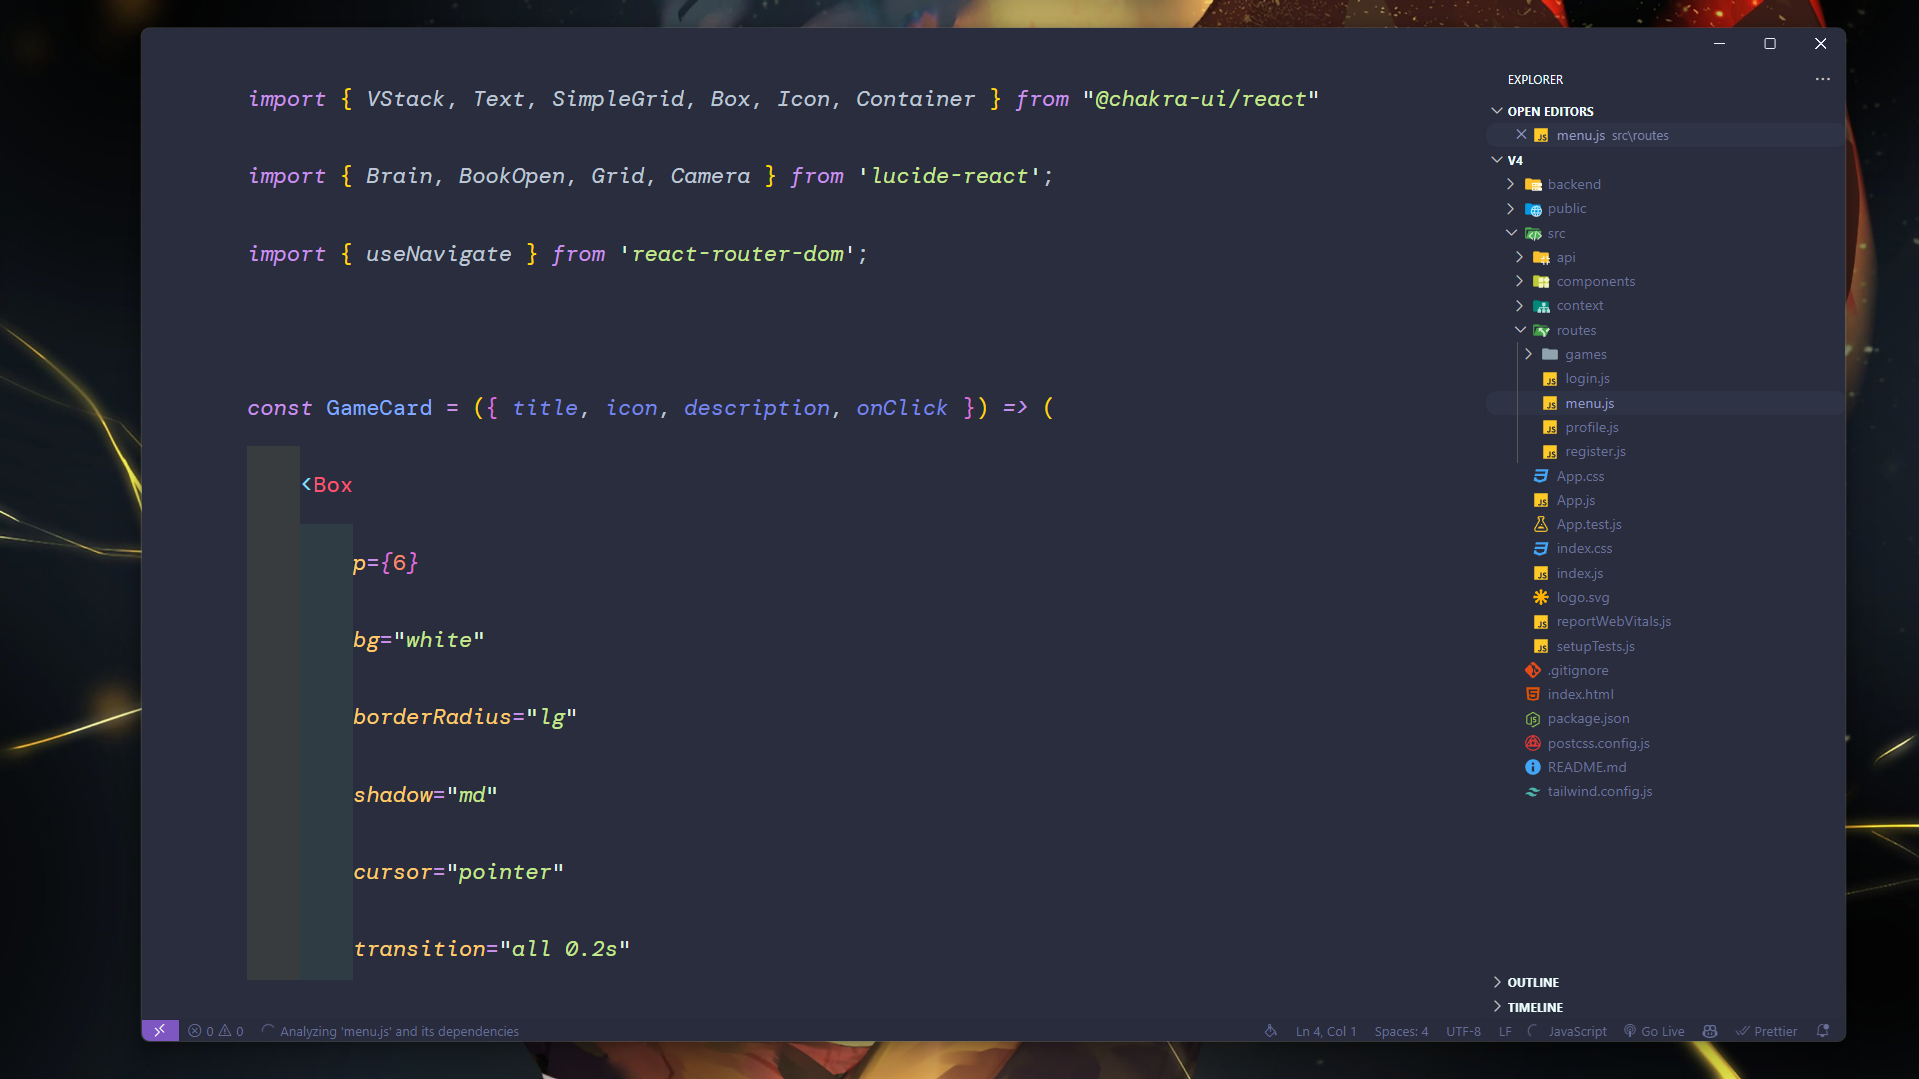 import { VStack, Text, SimpleGrid, Box, Icon, Container } from "@chakra-ui/react"
import { Brain, BookOpen, Grid, Camera } from 'lucide-react';
import { useNavigate } from 'react-router-dom';
const GameCard = ({ title, icon, description, onClick }) => (
<Box
p={6}
bg="white"
borderRadius="lg"
shadow="md"
cursor="pointer"
transition="all 0.2s"
EXPLORER
OPEN EDITORS
menu.js src\routes
V4
backend
public
src
api
components
context
routes
games
login.js
menu.js
profile.js
register.js
App.css
App.js
App.test.js
index.css
index.js
logo.svg
reportWebVitals.js
setupTests.js
.gitignore
index.html
package.json
postcss.config.js
README.md
tailwind.config.js
OUTLINE
TIMELINE
0 0 Analyzing 'menu.js' and its dependencies Ln 4, Col 1 Spaces: 4 UTF-8 LF JavaScript Go Live Prettier